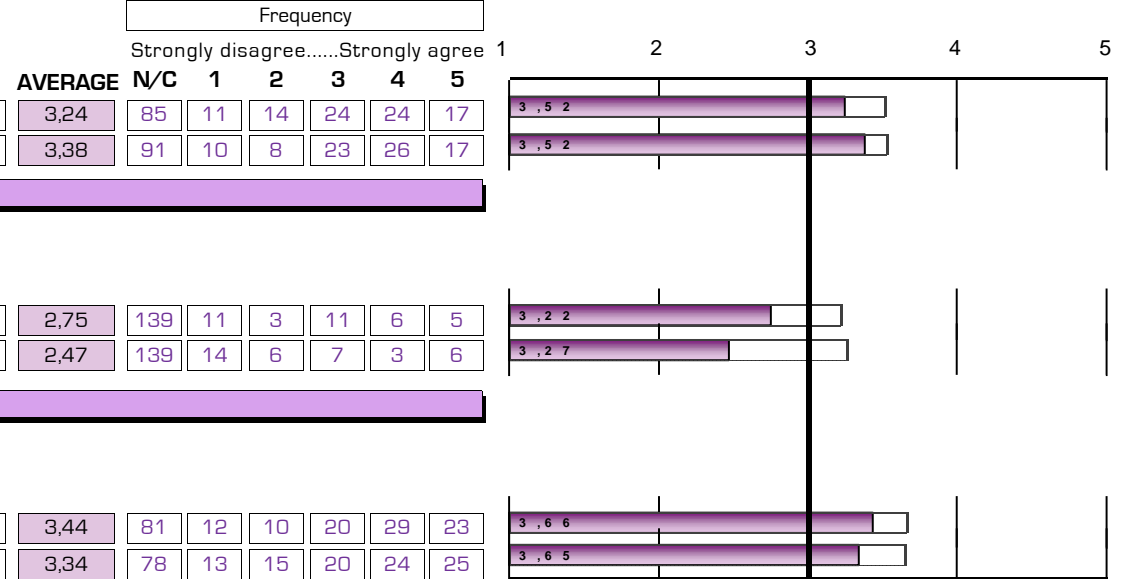 Frequency
Strongly disagree......Strongly agree 1 2 3 4 5
AVERAGE N/C 1 2 3 4 5
3,24 85 11 14 24 24 17 3,52
3,38 91 10 8 23 26 17 3,52
2,75 139 11 3 11 6 5 3,22
2,47 139 14 6 7 3 6 3,27
3,44 81 12 10 20 29 23 3,66
3,34 78 13 15 20 24 25 3,65